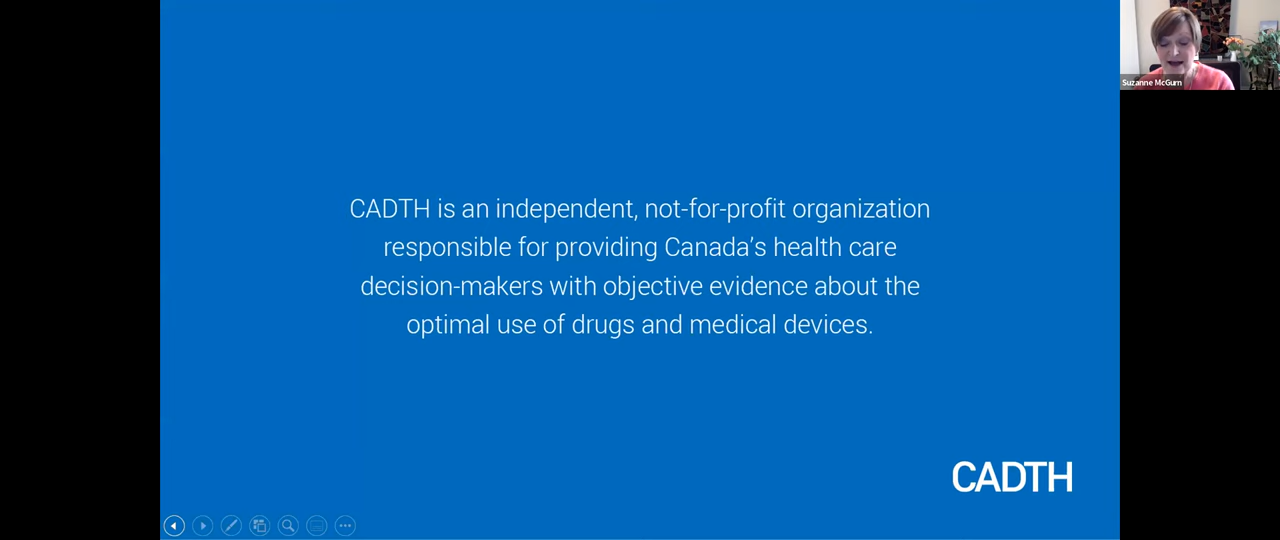 Suzanne McGurn
CADTH is an independent, not-for-profit organization
responsible for providing Canada’s health care
decision-makers with objective evidence about the
optimal use of drugs and medical devices.
CADTH